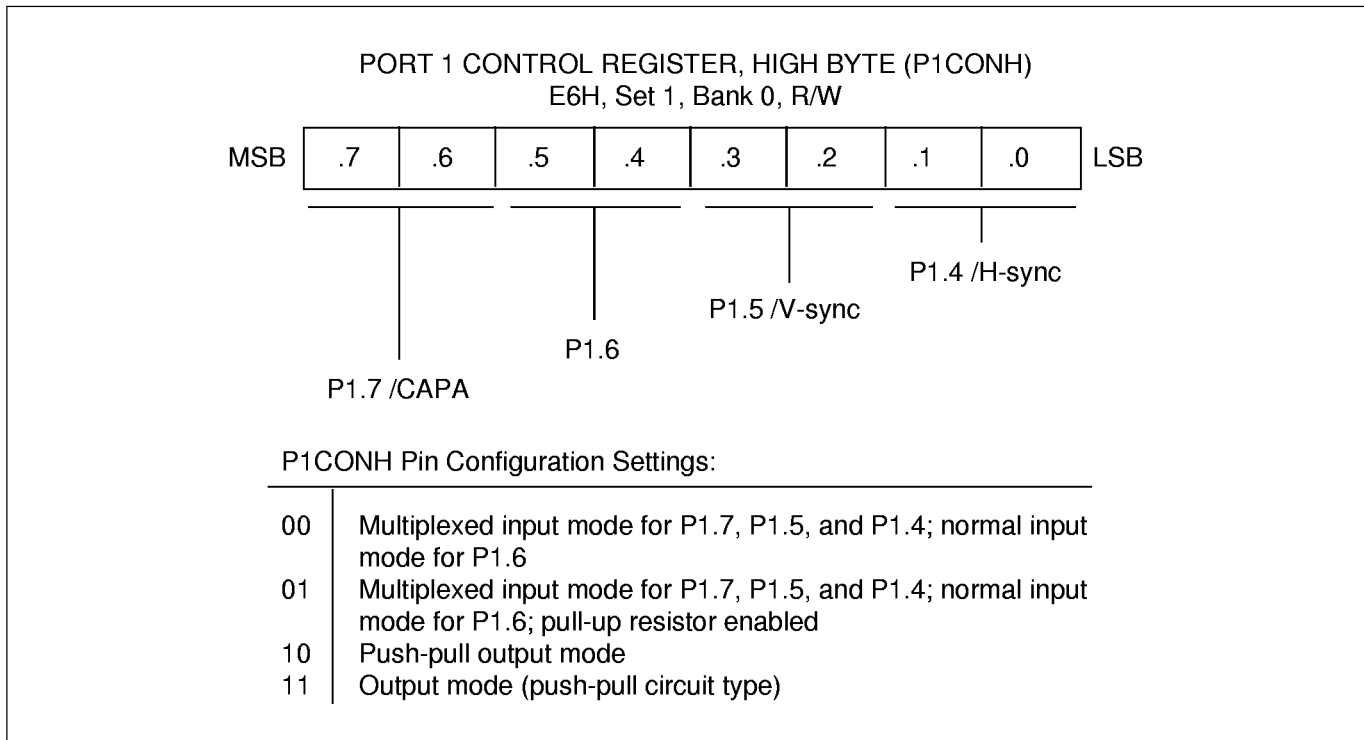 PORT 1 CONTROL REGISTER, HIGH BYTE (P1CONH)
E6H, Set 1, Bank 0, R/W
MSB .7 .6 .5 .4 .3 .2 .1 .0 LSB
P1.4 /H-sync
P1.5 /V-sync
P1.6
P1.7 /CAPA
P1CONH Pin Configuration Settings:
00 Multiplexed input mode for P1.7, P1.5, and P1.4; normal input
mode for P1.6
01 Multiplexed input mode for P1.7, P1.5, and P1.4; normal input
mode for P1.6; pull-up resistor enabled
10 Push-pull output mode
11 Output mode (push-pull circuit type)